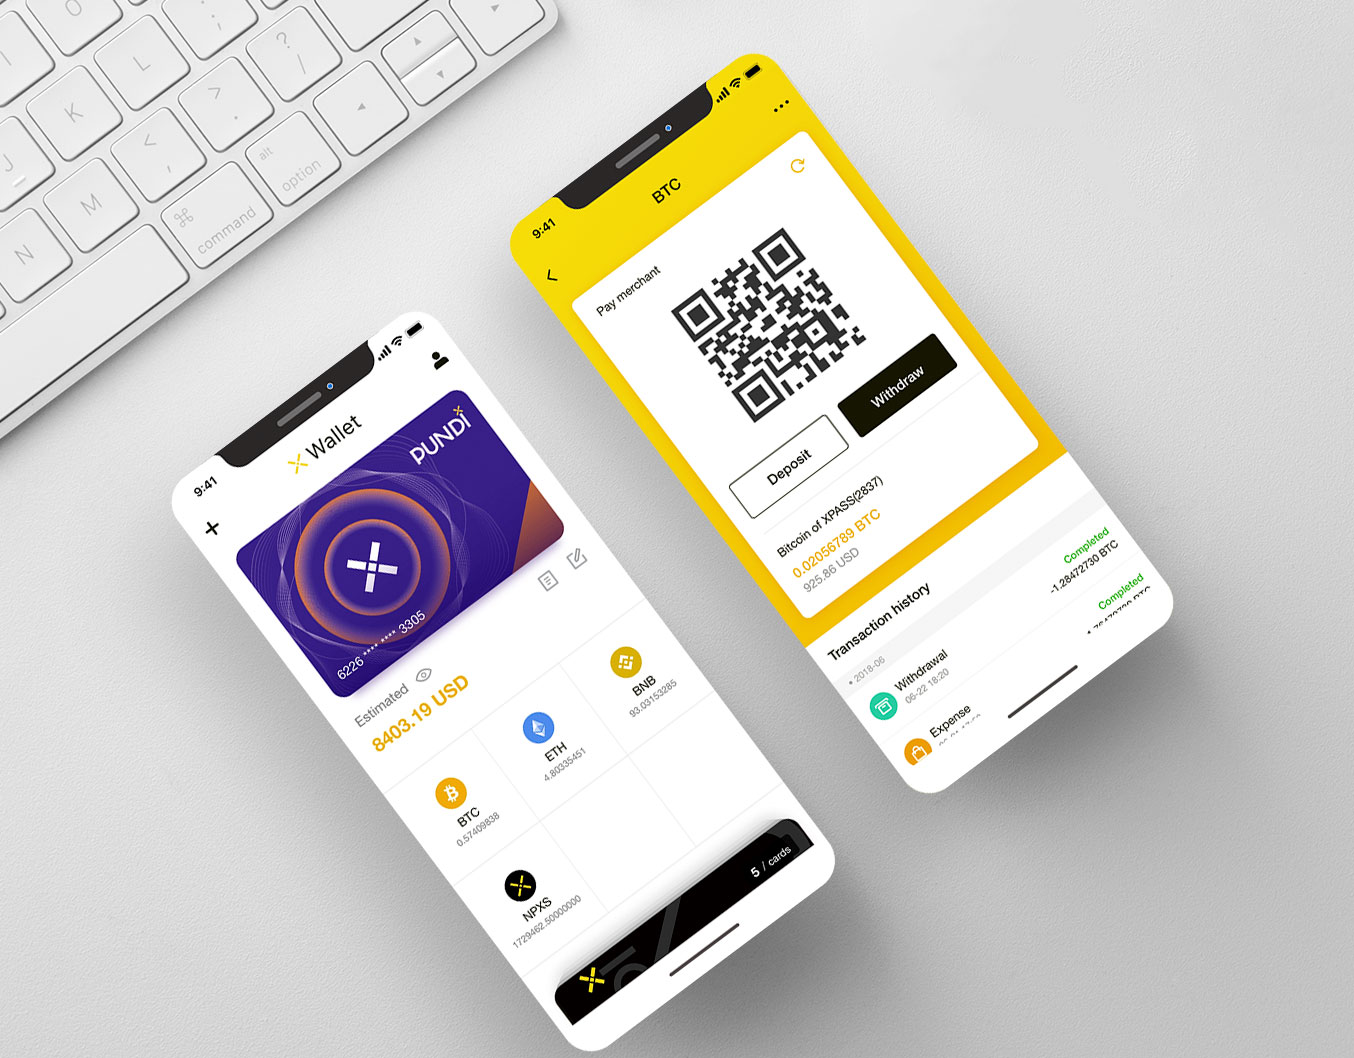 O
:
;
?
/
L
>
.
K
<
,
alt
option
J
M
⌘
command
N
9:41
Wallet
PUNDI
6226 **** **** 3305
Estimated
8403.19 USD
BTC
0.57409838
ETH
4.80335451
BNB
93.03153285
NPXS
1729462.50000000
5 / cards
9:41
BTC
Pay merchant
Deposit
Withdraw
Bitcoin of XPASS(2837)
0.02056789 BTC
925.86 USD
Transaction history
• 2018-06
Withdrawal
06-22 18:20
Completed
-1.28472730 BTC
Expense
Completed